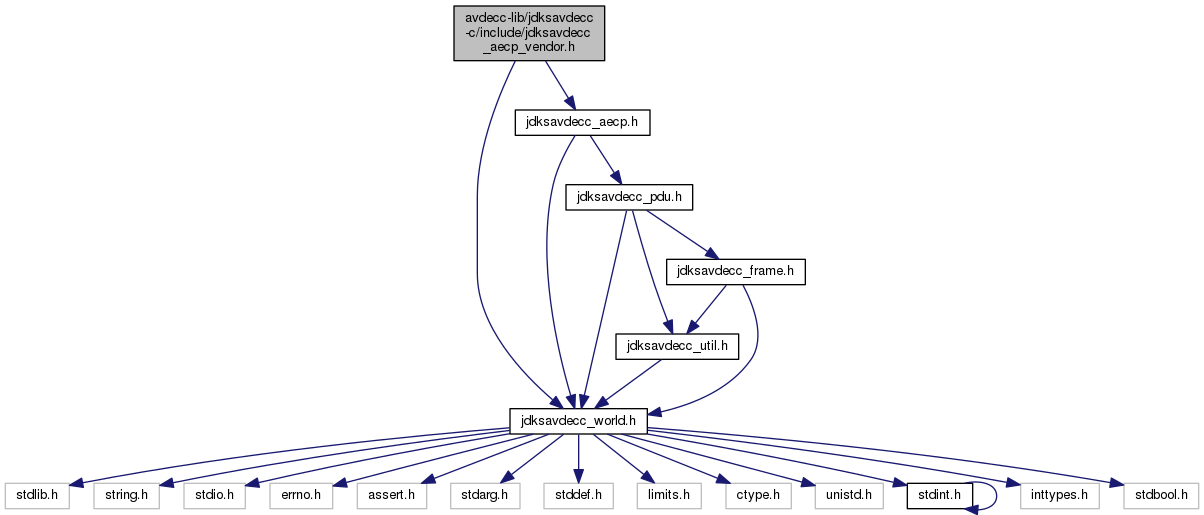 avdecc-lib/jdksavdecc
-c/include/jdksavdecc
_aecp_vendor.h
jdksavdecc_aecp.h
jdksavdecc_pdu.h
jdksavdecc_frame.h
jdksavdecc_util.h
jdksavdecc_world.h
stdlib.h
string.h
stdio.h
errno.h
assert.h
stdarg.h
stddef.h
limits.h
ctype.h
unistd.h
stdint.h
inttypes.h
stdbool.h